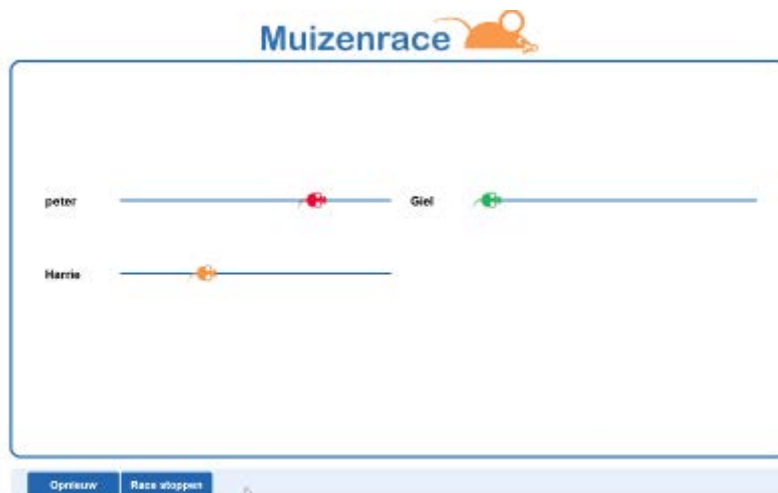 Muizenrace
peter
Giel
Harrie
Opnieuw
Race stoppen